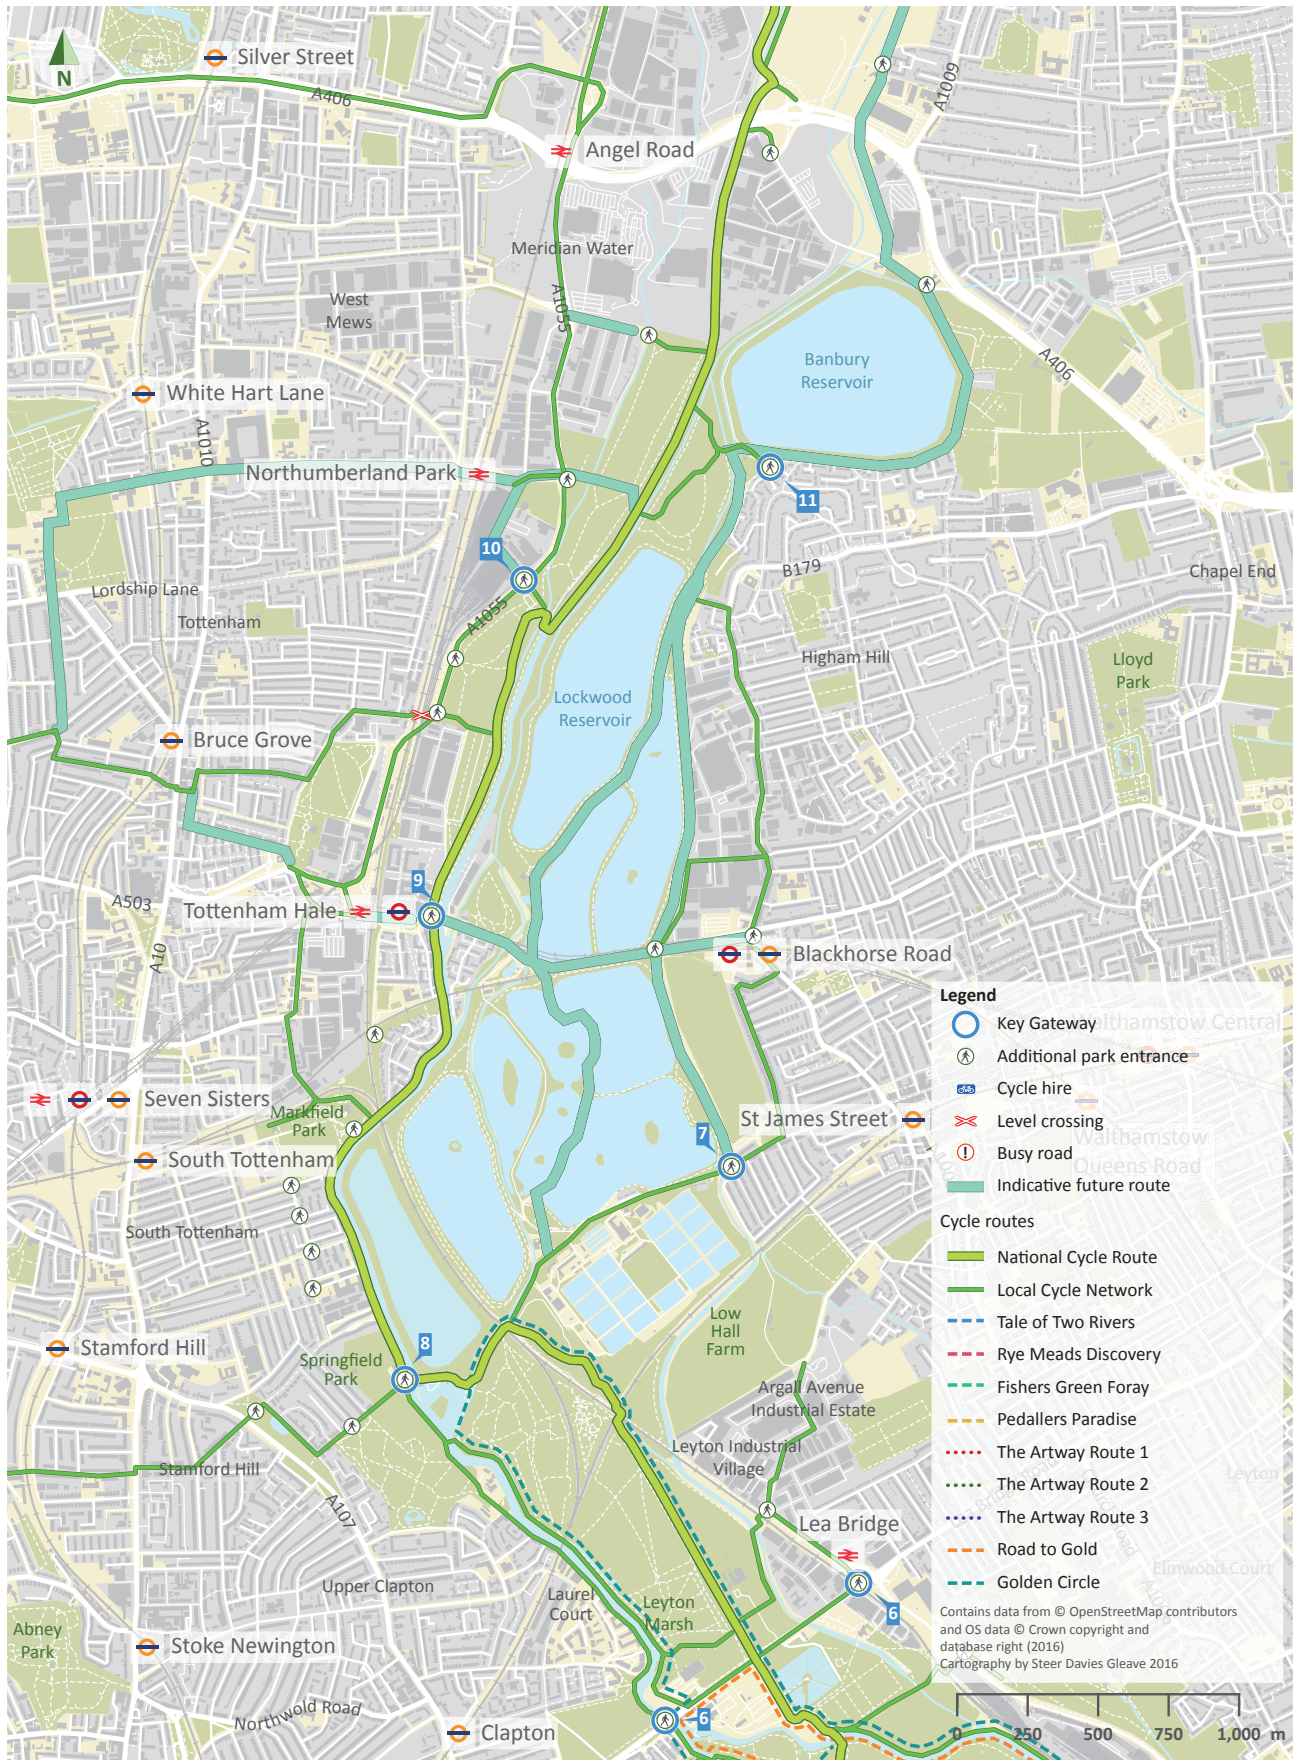 N
Silver Street
A406
A1009
Angel Road
Meridian Water
A1055
West
Mews
Banbury
Reservoir
A406
White Hart Lane
A1010
Northumberland Park
11
10
B179
Chapel End
Lordship Lane
A1055
Tottenham
Higham Hill
Lloyd
Park
Lockwood
Reservoir
Bruce Grove
9
A503
Tottenham Hale
A10
Blackhorse Road
Seven Sisters
Markfield
Park
7
St James Street
South Tottenham
South Tottenham
Low
Hall
Farm
Stamford Hill
8
Springfield
Park
Argall Avenue
Industrial Estate
Leyton Industrial
Village
Stamford Hill
A107
Lea Bridge
Upper Clapton
Laurel
Court
Leyton
Marsh
6
Abney
Park
Stoke Newington
Northwold Road
Clapton
6
Legend
Key Gateway
Additional park entrance
Cycle hire
Level crossing
Busy road
Indicative future route
Cycle routes
National Cycle Route
Local Cycle Network
Tale of Two Rivers
Rye Meads Discovery
Fishers Green Foray
Pedallers Paradise
The Artway Route 1
The Artway Route 2
The Artway Route 3
Road to Gold
Golden Circle
Walthamstow Central
Walthamstow
Queens Road
Leyton
Elmwood Court
Contains data from © OpenStreetMap contributors
and OS data © Crown copyright and
database right (2016)
Cartography by Steer Davies Gleave 2016
0 250 500 750 1,000 m